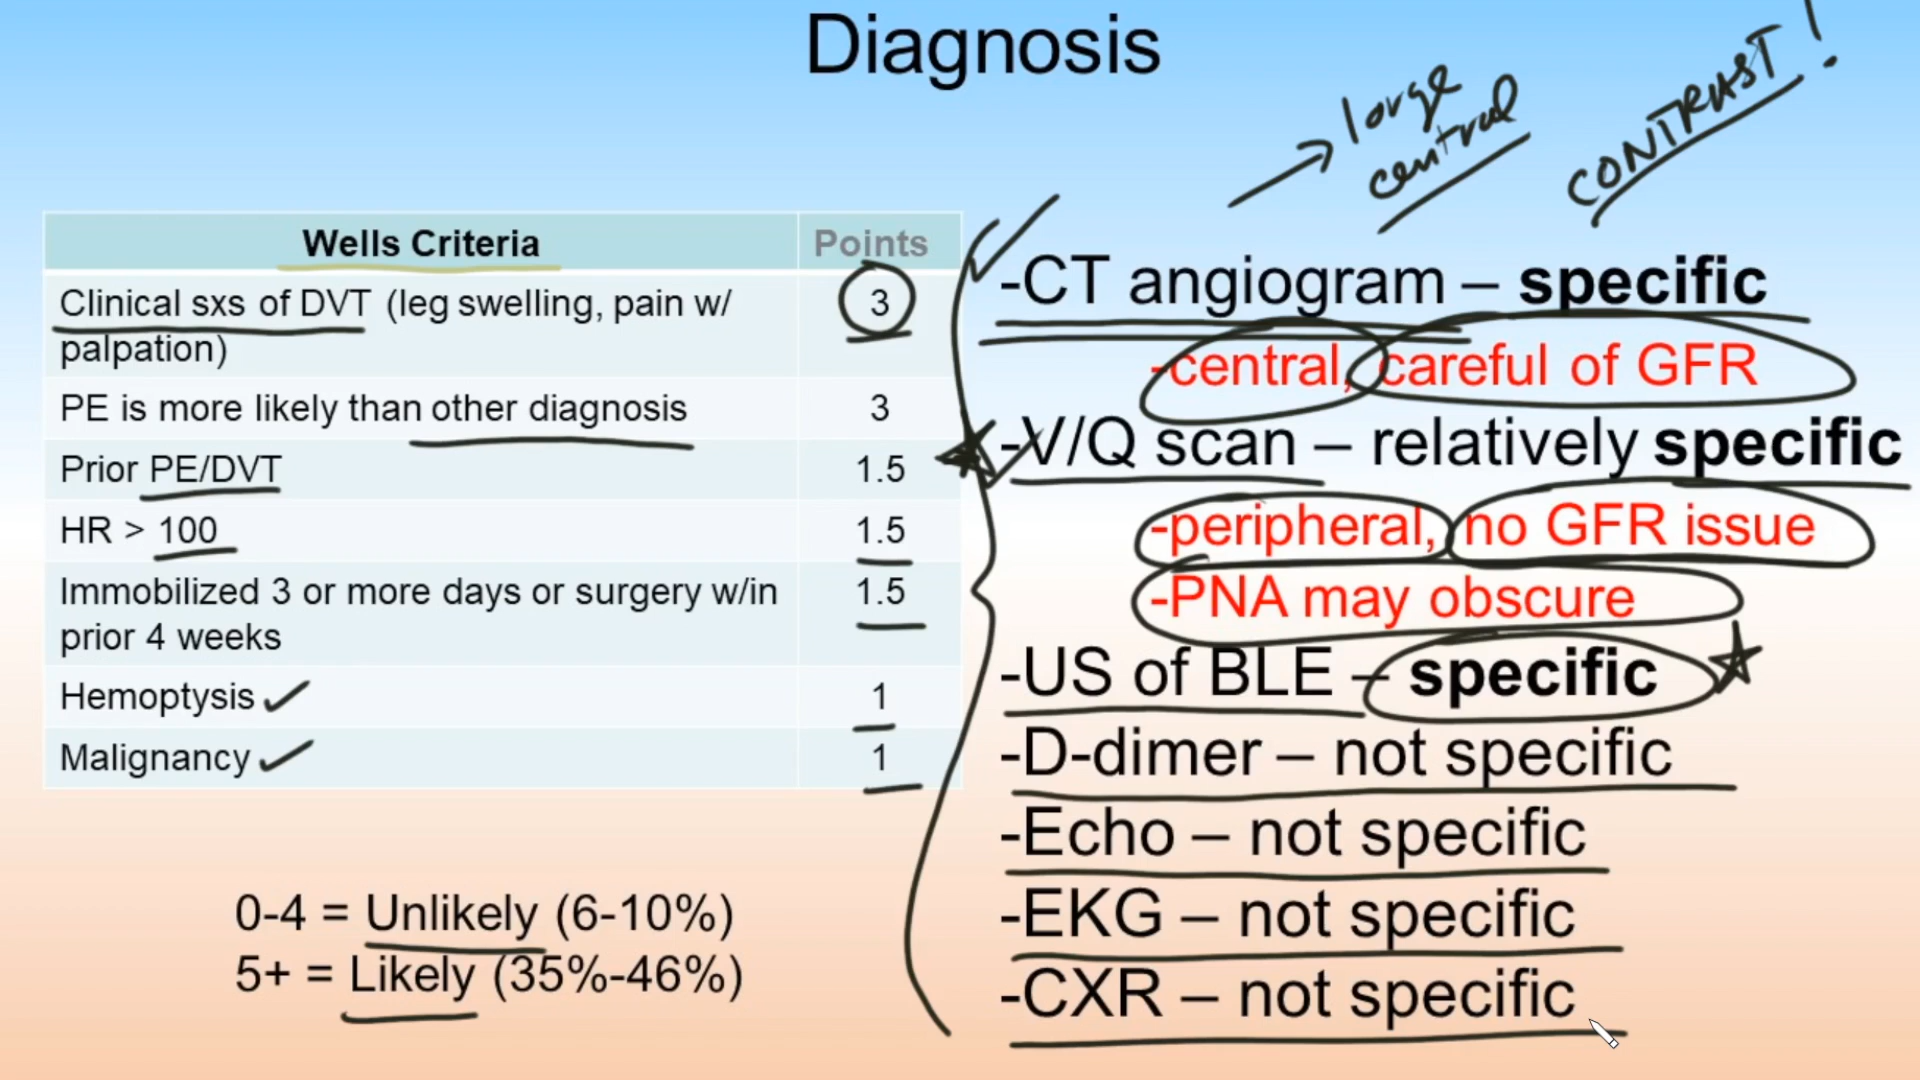 Diagnosis
large
central
CONTRAST!
Wells Criteria Points
Clinical sxs of DVT (leg swelling, pain w/ 3
palpation)
PE is more likely than other diagnosis 3
Prior PE/DVT 1.5
HR > 100 1.5
Immobilized 3 or more days or surgery w/in 1.5
prior 4 weeks
Hemoptysis 1
Malignancy 1
0-4 = Unlikely (6-10%)
5+ = Likely (35%-46%)
-CT angiogram – specific
-central, careful of GFR
-V/Q scan – relatively specific
-peripheral, no GFR issue
-PNA may obscure
-US of BLE – specific
-D-dimer – not specific
-Echo – not specific
-EKG – not specific
-CXR – not specific